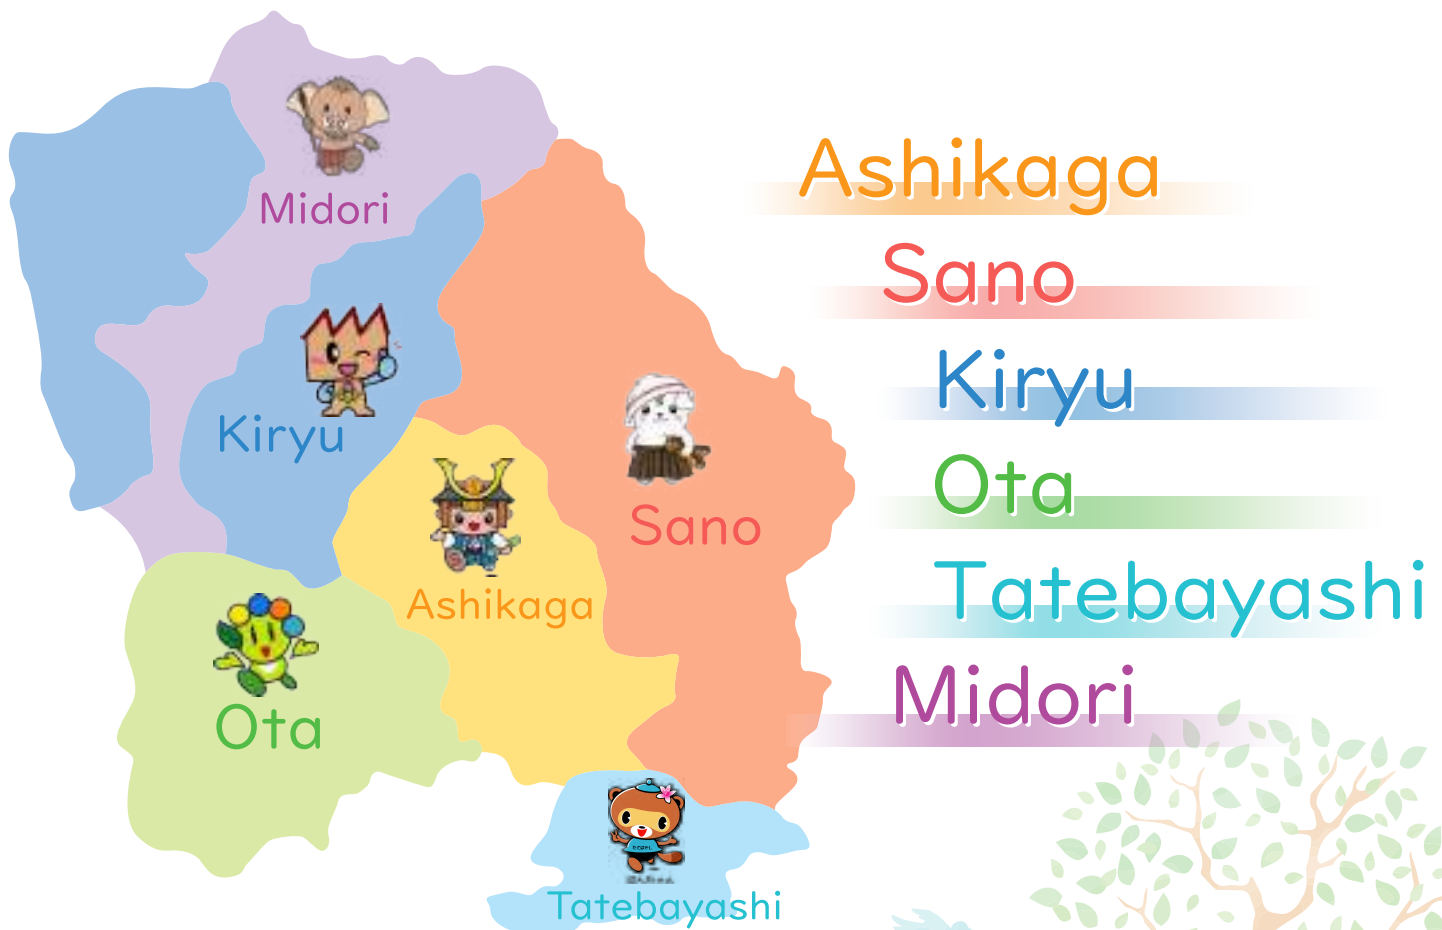 Midori
Kiryu
Sano
Ashikaga
Ota
Tatebayashi
Ashikaga
Sano
Kiryu
Ota
Tatebayashi
Midori